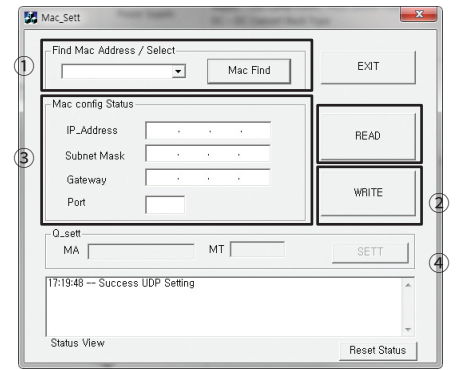 Mac_Sett
X
Find Mac Address / Select
① Mac Find EXIT
Mac config Status
IP_Address . . .
READ
③ Subnet Mask . . .
Gateway . . .
Port
WRITE
②
Q_sett
MA MT SETT
④
17:19:48 -- Success UDP Setting
Status View
Reset Status